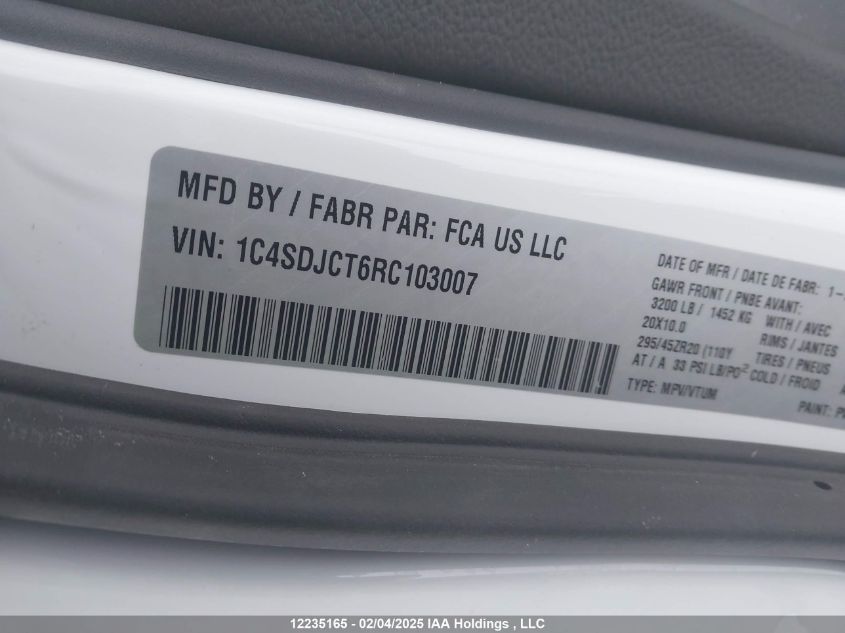 MFD BY / FABR PAR: FCA US LLC
VIN: 1C4SDJCT6RC103007
DATE OF MFR / DATE DE FABR: 1-
GAWR FRONT / PNBE AVANT:
3200 LB / 1452 KG WITH / AVEC
20X10.0 RIMS / JANTES
295/45ZR20 (110Y TIRES / PNEUS
AT / A 33 PSI LB/PO² COLD / FROID
TYPE: MPV/VTUM
PAINT:
12235165 - 02/04/2025 IAA Holdings , LLC